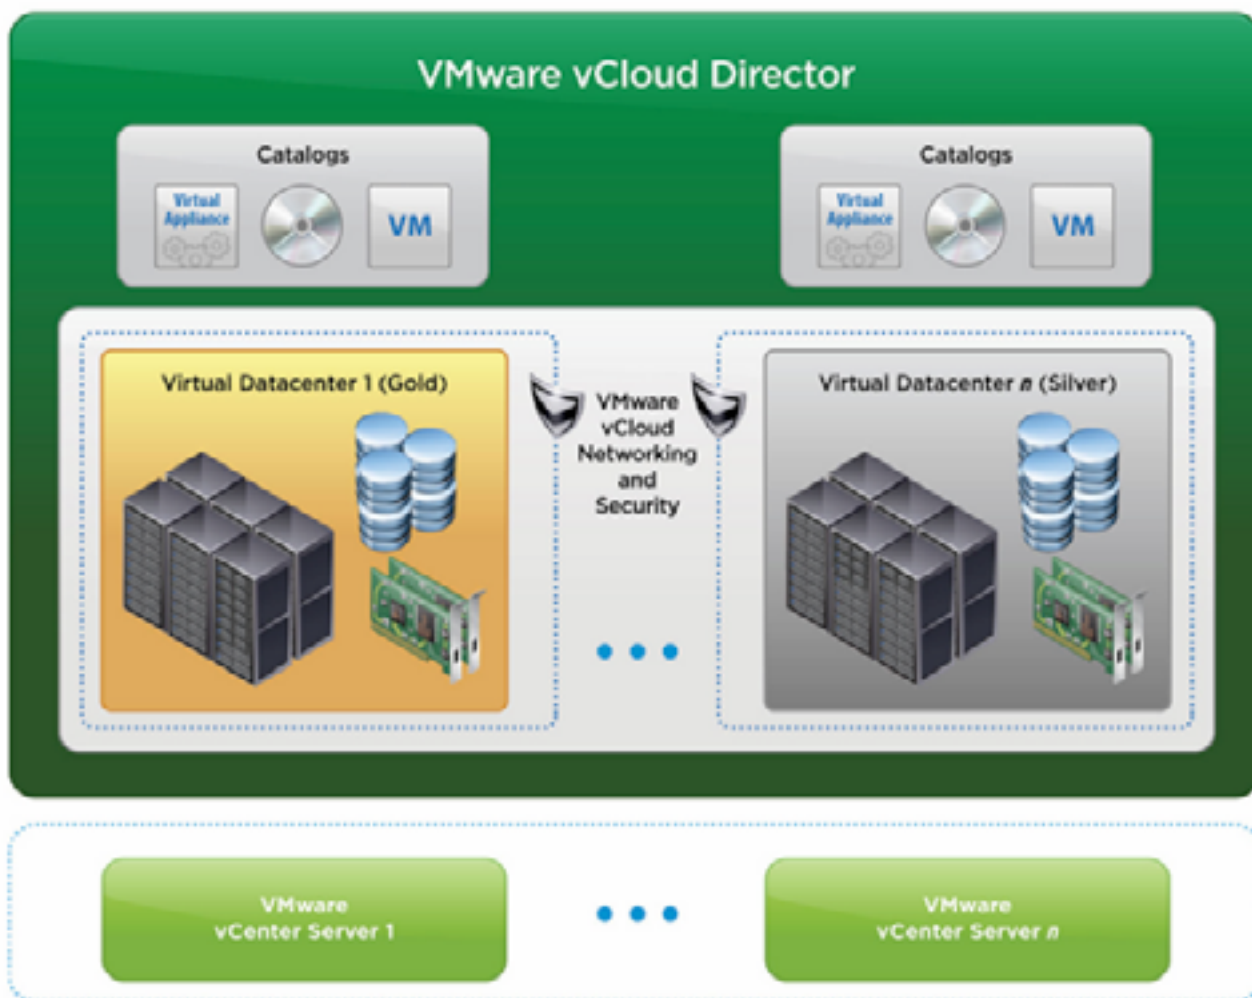 VMware vCloud Director
Catalogs
Virtual
Appliance
VM
Catalogs
Virtual
Appliance
VM
Virtual Datacenter 1 (Gold)
VMware
vCloud
Networking
and
Security
Virtual Datacenter n (Silver)
VMware
vCenter Server 1
VMware
vCenter Server n